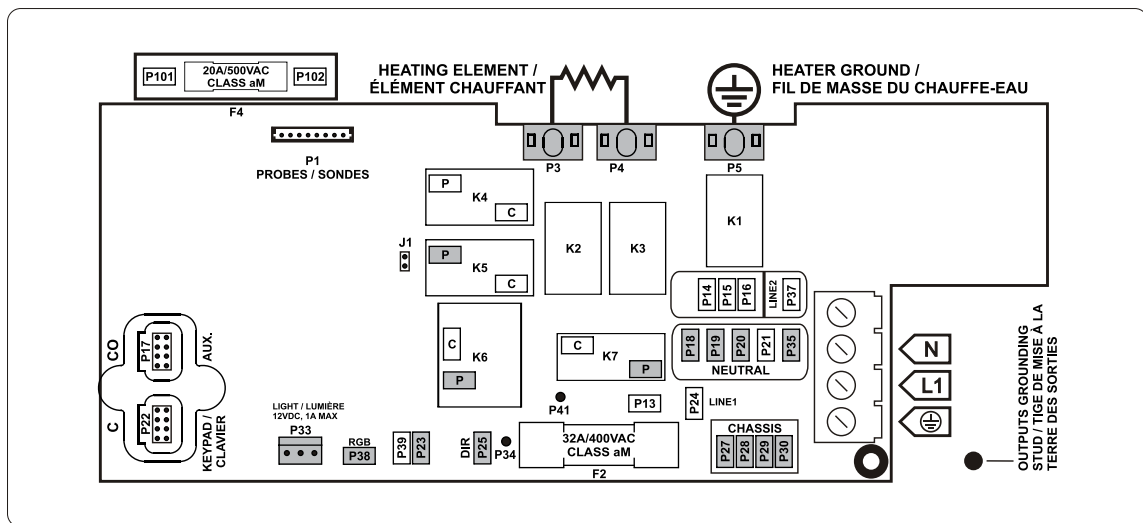 P101
20A/500VAC
CLASS aM
P102
F4
HEATING ELEMENT /
ÉLÉMENT CHAUFFANT
HEATER GROUND /
FIL DE MASSE DU CHAUFFE-EAU
P1
PROBES / SONDES
P3
P4
P5
P
K4
C
J1
P
K5
C
K2
K3
K1
P14
P15
P16
LINE2
P37
P18
P19
P20
P21
P35
NEUTRAL
C
K6
P
C
K7
P
P41
P13
P24
LINE1
N
L1
CO
P17
AUX.
C
P22
KEYPAD /
CLAVIER
LIGHT / LUMIÈRE
12VDC, 1A MAX
P33
RGB
P38
P39
P23
DIR
P25
P34
32A/400VAC
CLASS aM
F2
CHASSIS
P27
P28
P29
P30
OUTPUTS GROUNDING
STUD / TIGE DE MISE À LA
TERRE DES SORTIES